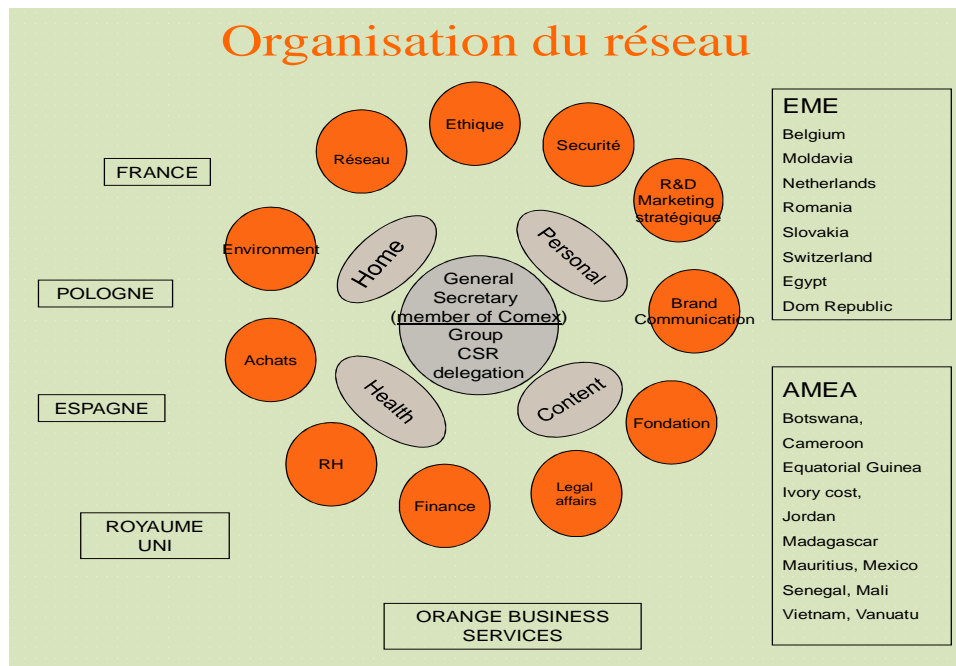 Organisation du réseau
FRANCE
POLOGNE
ESPAGNE
ROYAUME
UNI
Ethique
Réseau
Securité
R&D
Marketing
stratégique
Environment
Home
Personal
General
Secretary
(member of Comex)
Group
CSR
delegation
Brand
Communication
Achats
Health
Content
Fondation
RH
Finance
Legal
affairs
ORANGE BUSINESS
SERVICES
EME
Belgium
Moldavia
Netherlands
Romania
Slovakia
Switzerland
Egypt
Dom Republic
AMEA
Botswana,
Cameroon
Equatorial Guinea
Ivory cost,
Jordan
Madagascar
Mauritius, Mexico
Senegal, Mali
Vietnam, Vanuatu